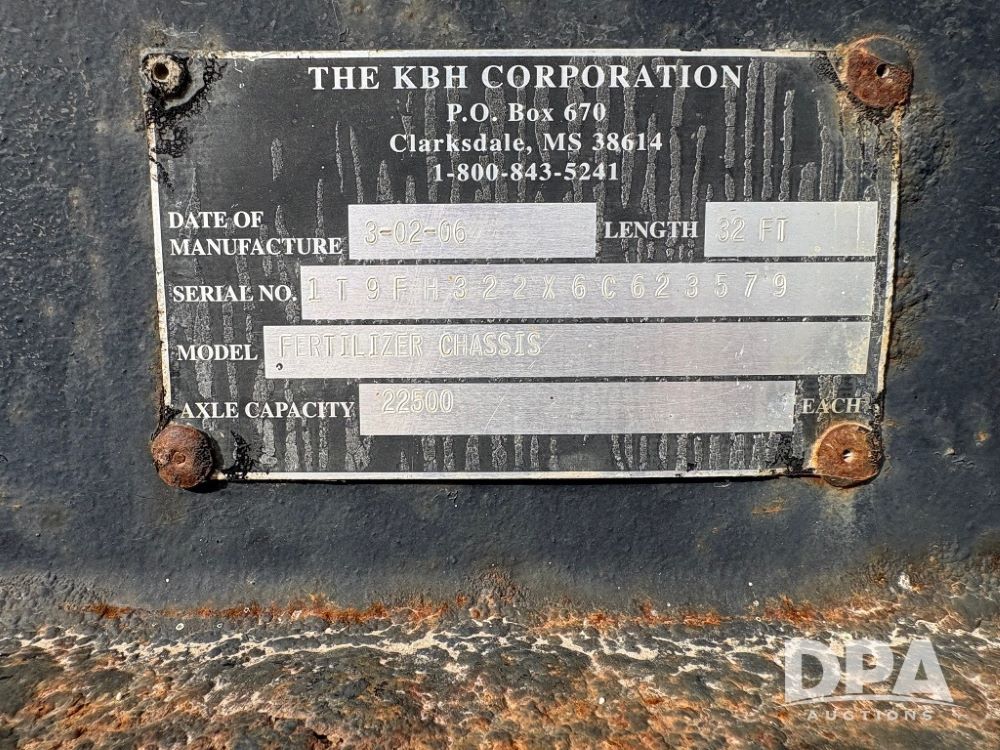 THE KBH CORPORATION
P.O. Box 670
Clarksdale, MS 38614
1-800-843-5241
DATE OF MANUFACTURE 3-02-06 LENGTH 32 FT
SERIAL NO. 1T9FH322X6C623579
MODEL FERTILIZER CHASSIS
AXLE CAPACITY 22500 EACH
DPA
AUCTIONS